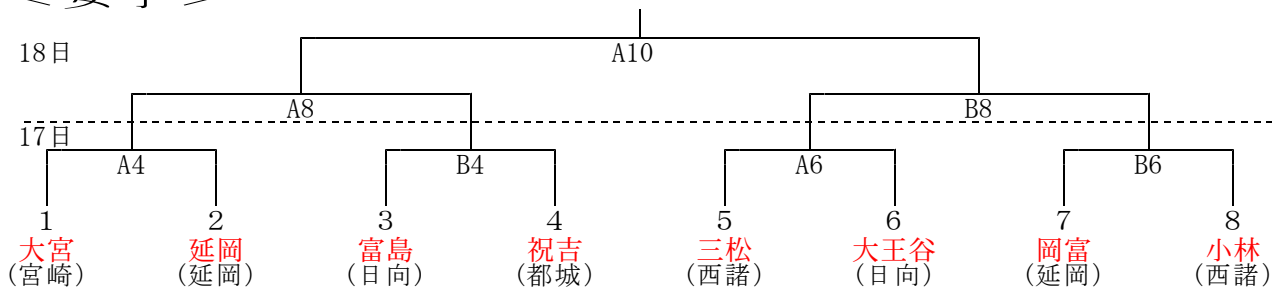 ＜女子＞
18日 A10
A8 B8
17日
A4 B4 A6 B6
1 2 3 4 5 6 7 8
大宮 延岡 富島 祝吉 三松 大王谷 岡富 小林
(宮崎) (延岡) (日向) (都城) (西諸) (日向) (延岡) (西諸)